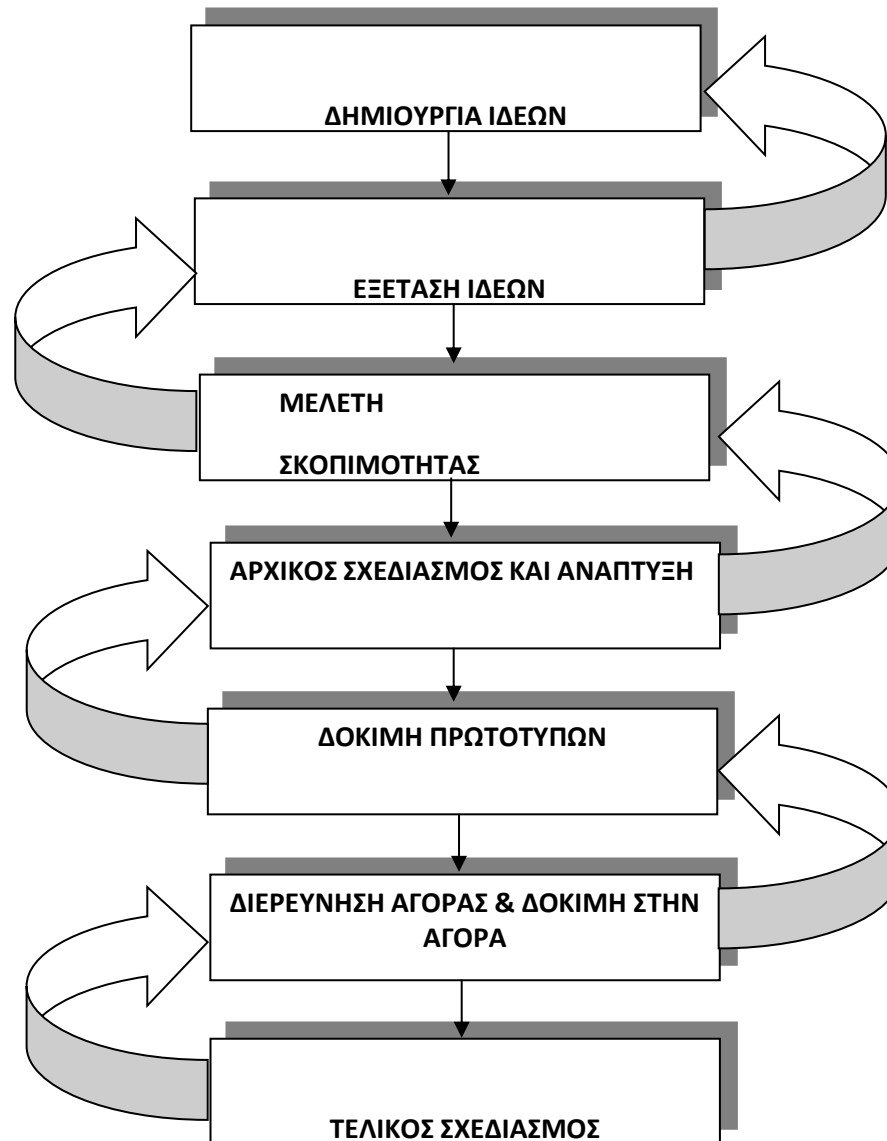 ΔΗΜΙΟΥΡΓΙΑ ΙΔΕΩΝ
ΕΞΕΤΑΣΗ ΙΔΕΩΝ
ΜΕΛΕΤΗ
ΣΚΟΠΙΜΟΤΗΤΑΣ
ΑΡΧΙΚΟΣ ΣΧΕΔΙΑΣΜΟΣ ΚΑΙ ΑΝΑΠΤΥΞΗ
ΔΟΚΙΜΗ ΠΡΩΤΟΤΥΠΩΝ
ΔΙΕΡΕΥΝΗΣΗ ΑΓΟΡΑΣ & ΔΟΚΙΜΗ ΣΤΗΝ
ΑΓΟΡΑ
ΤΕΛΙΚΟΣ ΣΧΕΔΙΑΣΜΟΣ